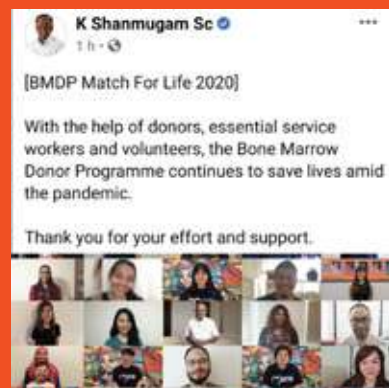 K Shanmugam Sc
1 h ·
[BMDP Match For Life 2020]
With the help of donors, essential service
workers and volunteers, the Bone Marrow
Donor Programme continues to save lives amid
the pandemic.
Thank you for your effort and support.